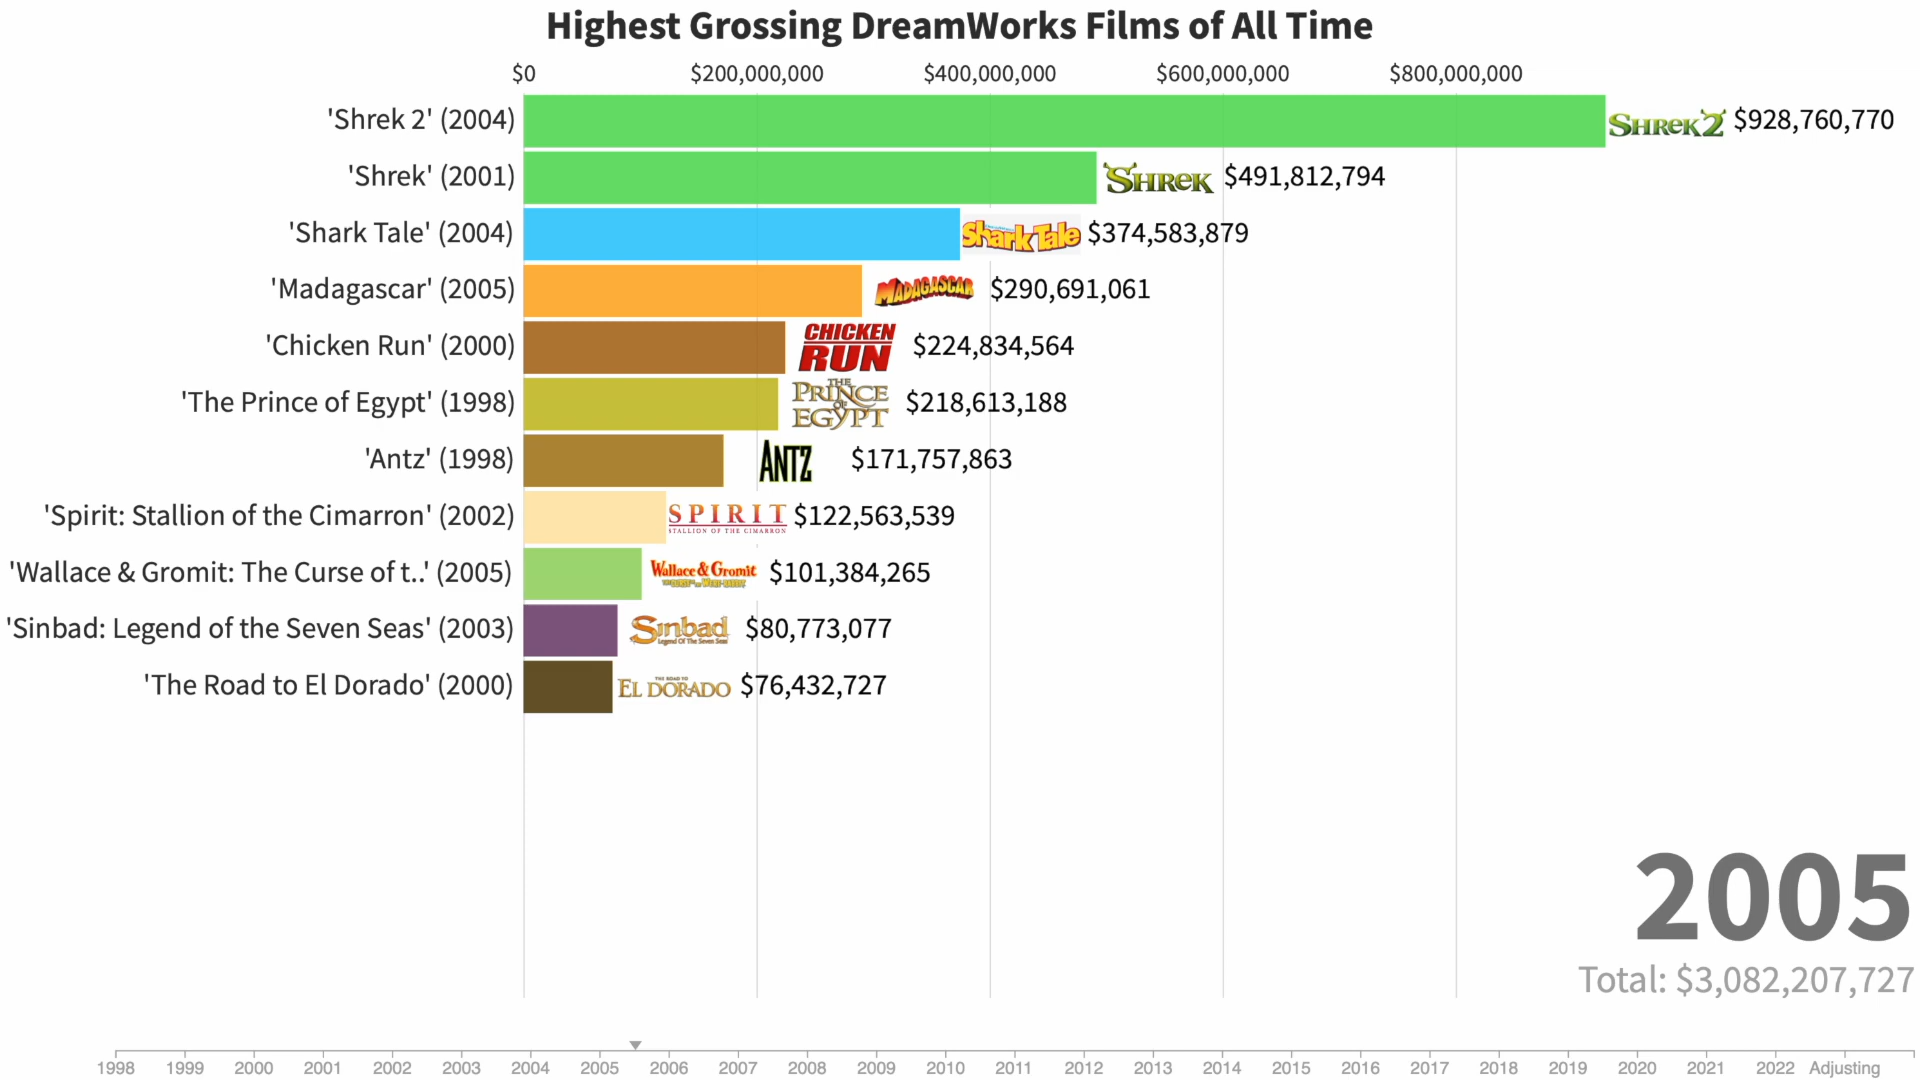 Highest Grossing DreamWorks Films of All Time
$0 $200,000,000 $400,000,000 $600,000,000 $800,000,000
'Shrek 2' (2004) SHREK 2 $928,760,770
'Shrek' (2001) SHREK $491,812,794
'Shark Tale' (2004) Shark Tale $374,583,879
'Madagascar' (2005) MADAGASCAR $290,691,061
'Chicken Run' (2000) CHICKEN RUN $224,834,564
'The Prince of Egypt' (1998) THE PRINCE OF EGYPT $218,613,188
'Antz' (1998) ANTZ $171,757,863
'Spirit: Stallion of the Cimarron' (2002) SPIRIT STALLION OF THE CIMARRON $122,563,539
'Wallace & Gromit: The Curse of t..' (2005) Wallace & Gromit THE CURSE OF THE WERE-RABBIT $101,384,265
'Sinbad: Legend of the Seven Seas' (2003) Sinbad Legend Of The Seven Seas $80,773,077
'The Road to El Dorado' (2000) THE ROAD TO EL DORADO $76,432,727
2005
Total: $3,082,207,727
1998 1999 2000 2001 2002 2003 2004 2005 2006 2007 2008 2009 2010 2011 2012 2013 2014 2015 2016 2017 2018 2019 2020 2021 2022 Adjusting